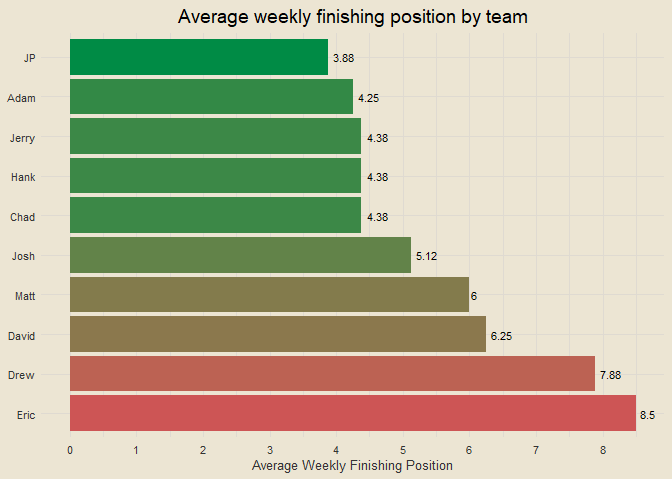 Average weekly finishing position by team
JP 3.88
Adam 4.25
Jerry 4.38
Hank 4.38
Chad 4.38
Josh 5.12
Matt 6
David 6.25
Drew 7.88
Eric 8.5
0 1 2 3 4 5 6 7 8
Average Weekly Finishing Position